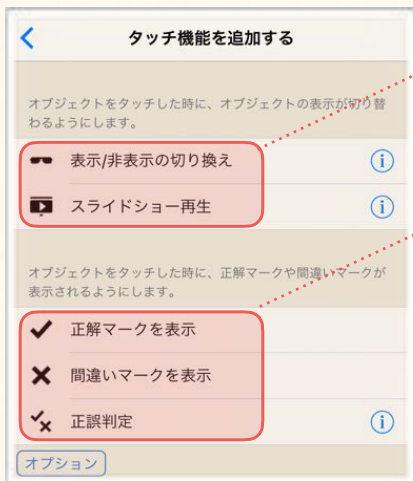 タッチ機能を追加する
オブジェクトをタッチした時に、オブジェクトの表示が切り替
わるようにします。
表示/非表示の切り換え
スライドショー再生
オブジェクトをタッチした時に、正解マークや間違いマークが
表示されるようにします。
正解マークを表示
間違いマークを表示
正誤判定
オプション